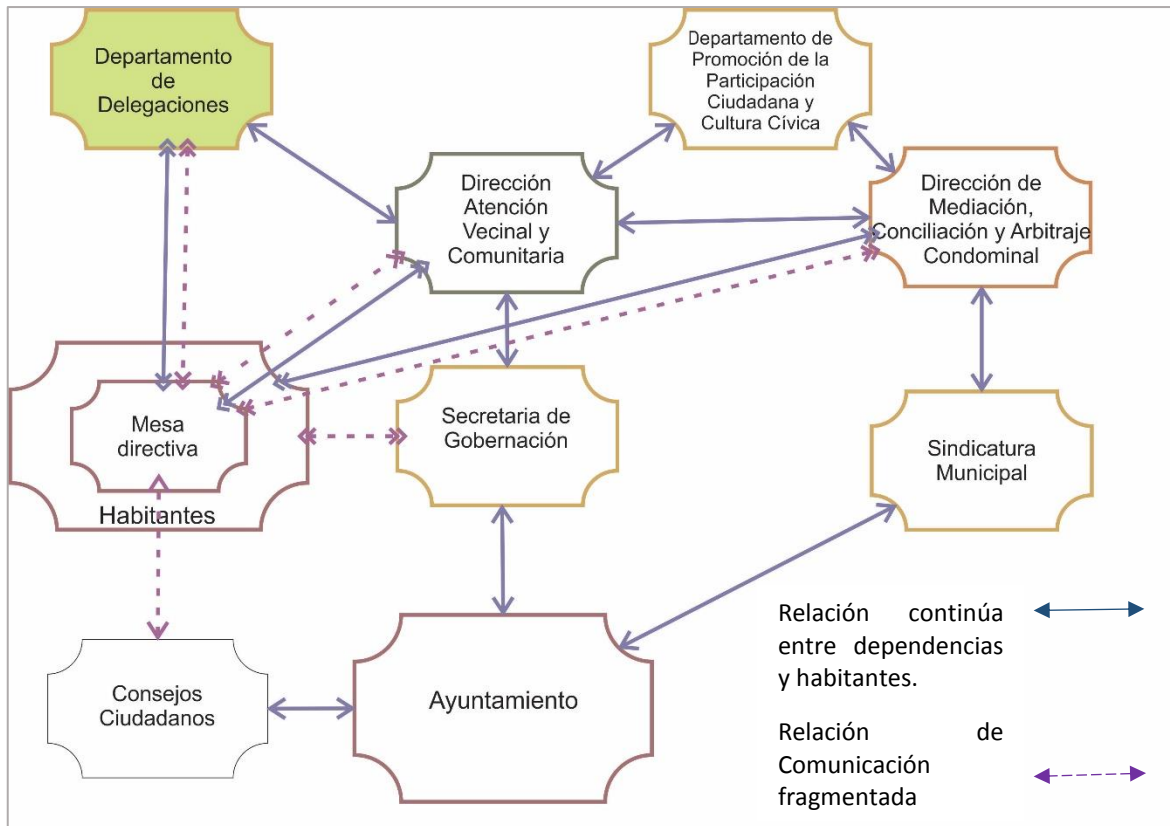 Departamento
de
Delegaciones
Departamento de
Promoción de la
Participación
Ciudadana y
Cultura Cívica
Dirección
Atención
Vecinal y
Comunitaria
Dirección de
Mediación,
Conciliación y Arbitraje
Condominal
Mesa
directiva
Habitantes
Secretaria de
Gobernación
Sindicatura
Municipal
Consejos
Ciudadanos
Ayuntamiento
Relación continúa
entre dependencias
y habitantes.
Relación de
Comunicación
fragmentada